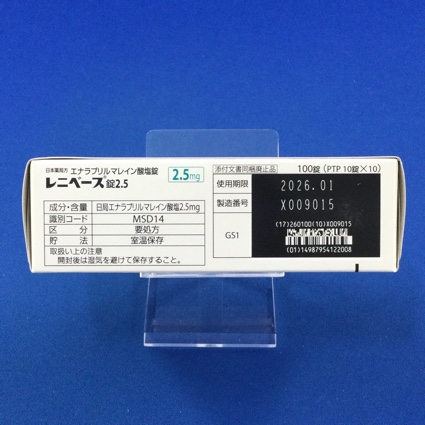 日本薬局方 エナラプリルマレイン酸塩錠
レニベース®錠2.5
2.5mg
成分・含量 日局エナラプリルマレイン酸塩2.5mg
識別コード MSD14
区分 要処方
貯法 室温保存
取扱い上の注意
開封後は湿気を避けて保存すること。
添付文書同梱廃止品 100錠(PTP 10錠×10)
使用期限 2026.01
製造番号 X009015
GS1
(17)260100(10)X009015
(01)14987954122008